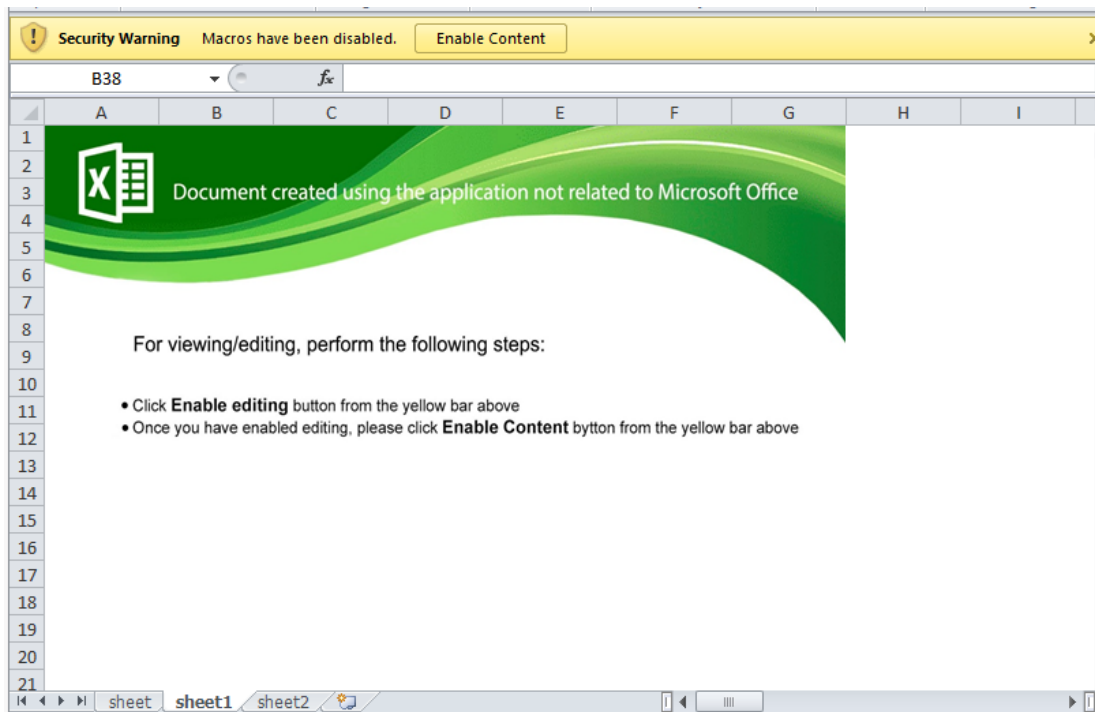 Security Warning Macros have been disabled. Enable Content
B38 fx
A B C D E F G H I
1
2
3 X Document created using the application not related to Microsoft Office
4
5
6
7
8
For viewing/editing, perform the following steps:
9
10
11 • Click Enable editing button from the yellow bar above
12 • Once you have enabled editing, please click Enable Content bytton from the yellow bar above
13
14
15
16
17
18
19
20
21
sheet sheet1 sheet2